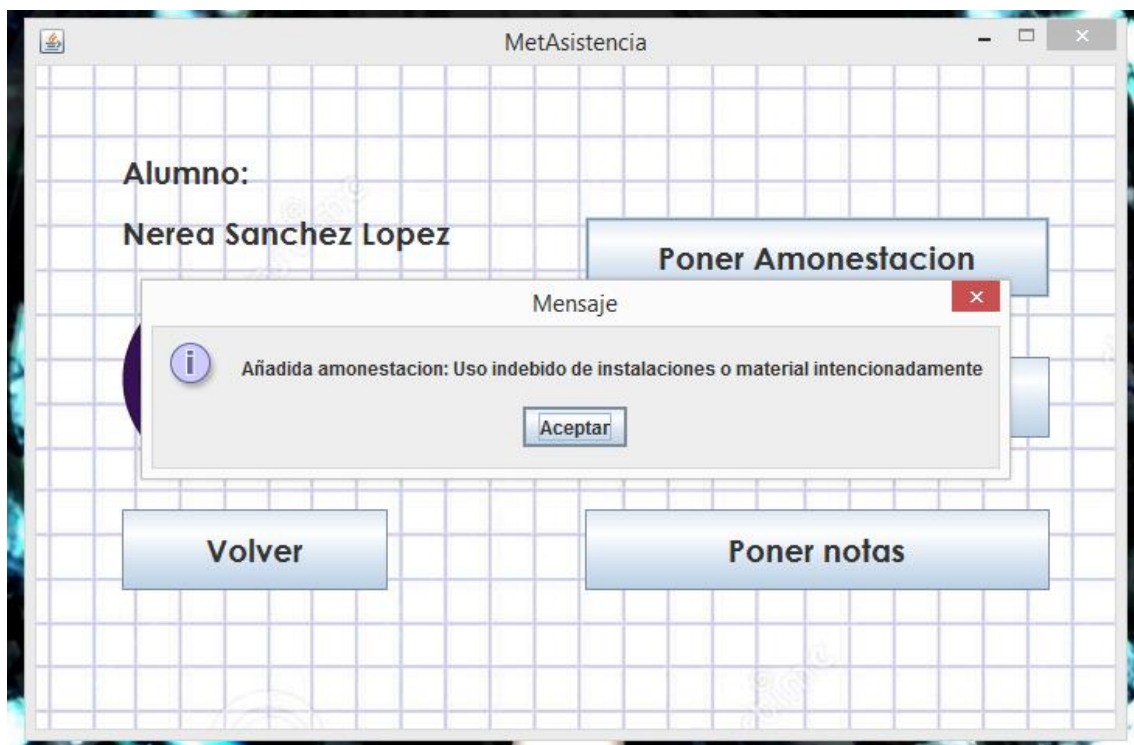 MetAsistencia
Alumno:
Nerea Sanchez Lopez
Poner Amonestacion
Mensaje
Añadida amonestacion: Uso indebido de instalaciones o material intencionadamente
Aceptar
Volver
Poner notas